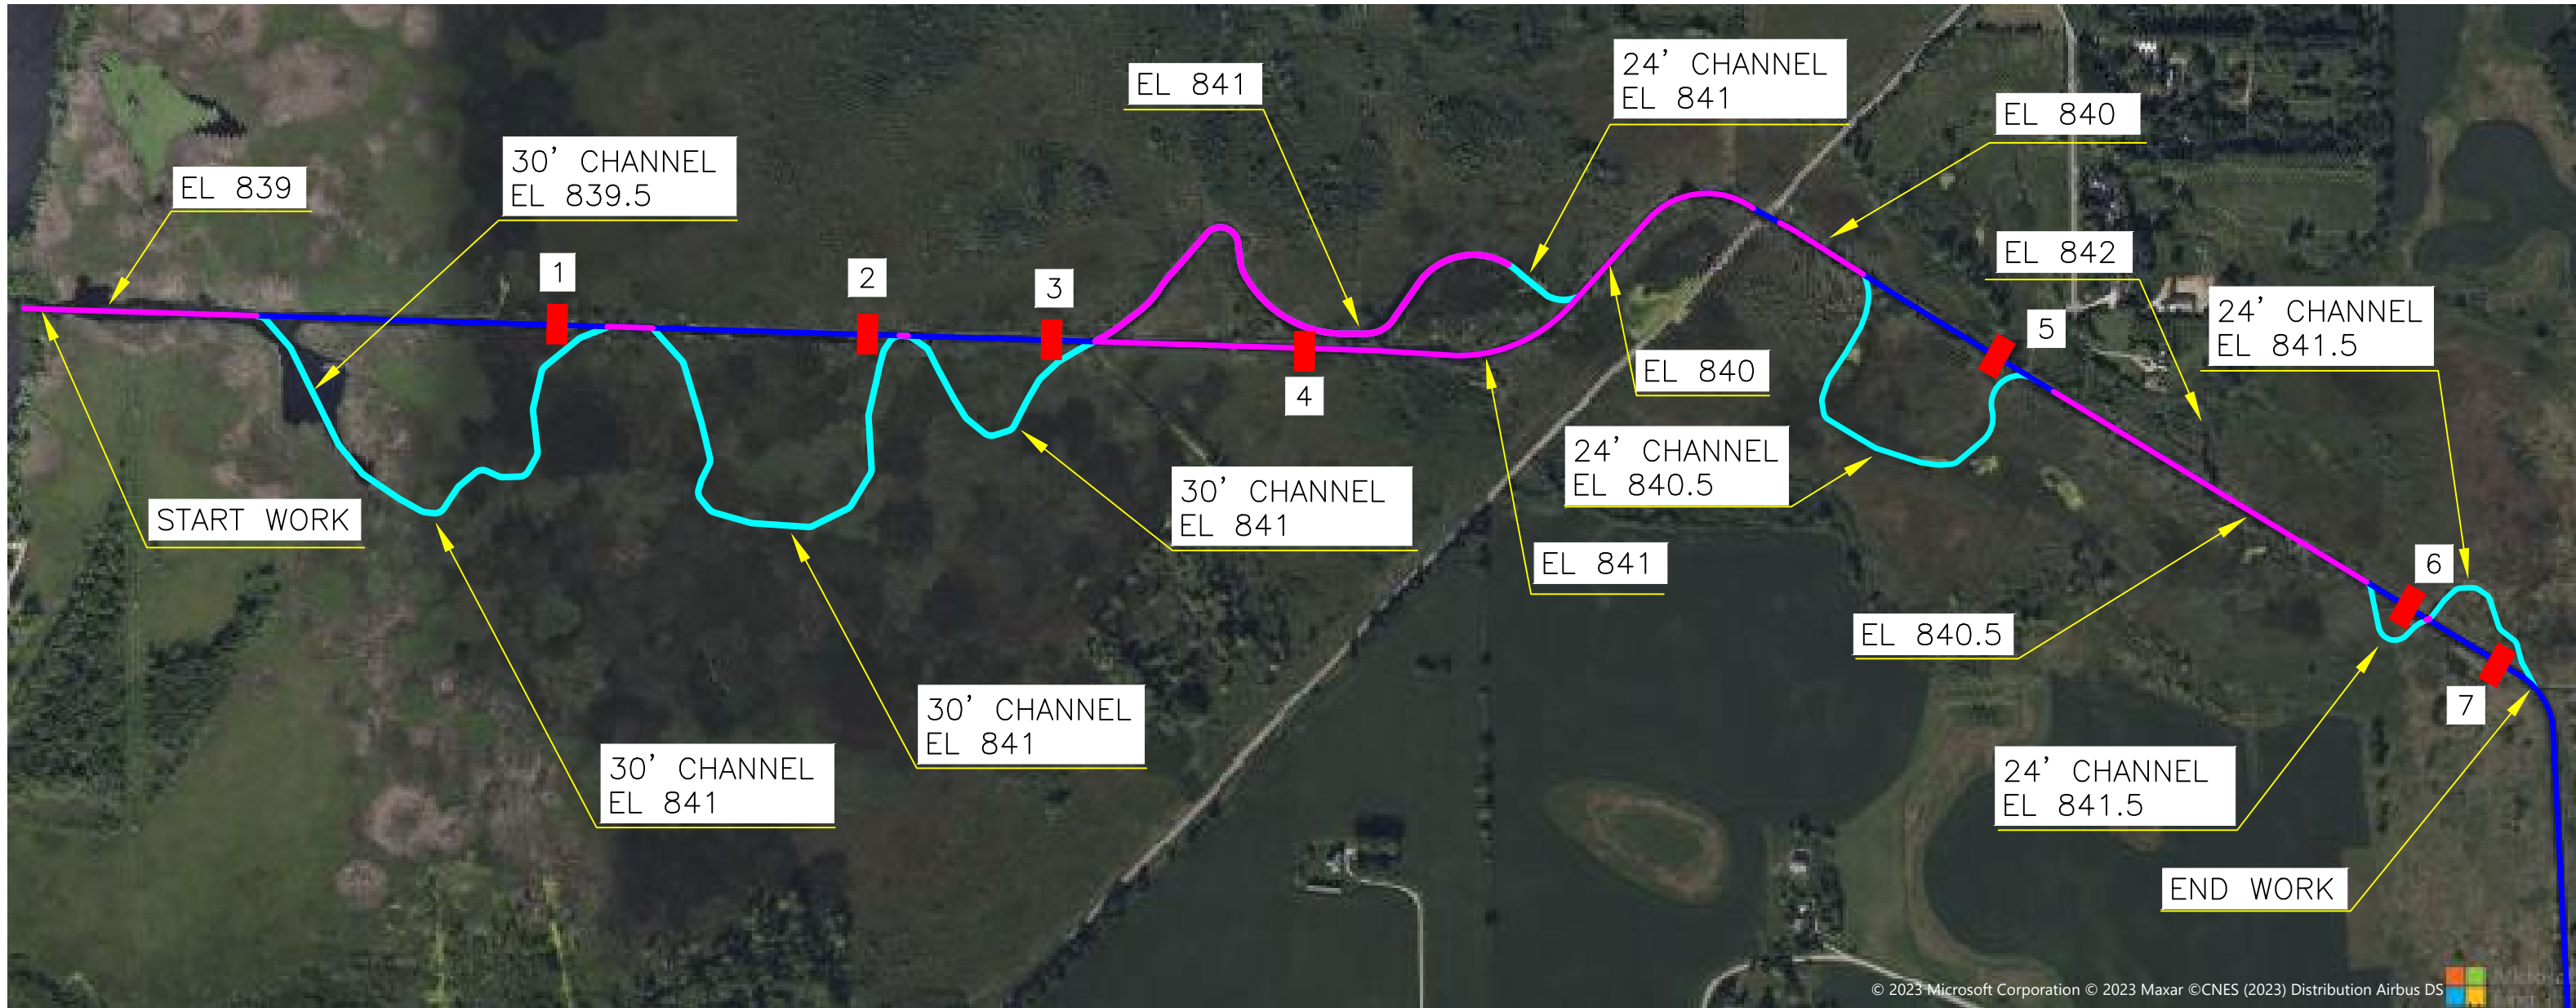 EL 841
24' CHANNEL
EL 841
EL 840
30' CHANNEL
EL 839.5
EL 839
1
2
3
4
EL 842
5
24' CHANNEL
EL 841.5
EL 840
24' CHANNEL
EL 840.5
30' CHANNEL
EL 841
START WORK
EL 841
6
EL 840.5
7
30' CHANNEL
EL 841
30' CHANNEL
EL 841
24' CHANNEL
EL 841.5
END WORK
© 2023 Microsoft Corporation © 2023 Maxar ©CNES (2023) Distribution Airbus DS